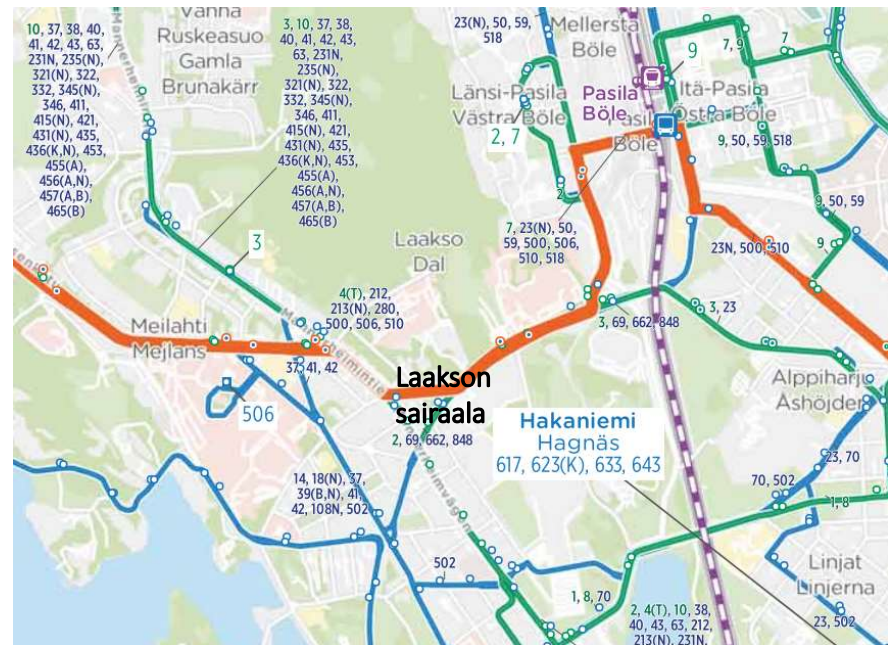 Vanha
Ruskeasuo
Gamla
Brunakärr
10, 37, 38, 40,
41, 42, 43, 63,
231N, 235(N),
321(N), 322,
332, 345(N),
346, 411,
415(N), 421,
431(N), 435,
436(K,N), 453,
455(A),
456(A,N),
457(A,B),
465(B)
3, 10, 37, 38,
40, 41, 42, 43,
63, 231N,
235(N),
321(N), 322,
332, 345(N),
346, 411,
415(N), 421,
431(N), 435,
436(K,N), 453,
455(A),
456(A,N),
457(A,B),
465(B)
23(N), 50, 59,
518
Mellersta
Böle
9
7, 9
7
Länsi-Pasila
Västra Böle
Pasila
Böle
Itä-Pasila
Östra Böle
2, 7
2
9, 50, 59, 518
7, 23(N), 50,
59, 500, 506,
510, 518
9, 50, 59
9
23N, 500, 510
3
Laakso
Dal
4(T), 212,
213(N), 280,
500, 506, 510
Meilahti
Mejlans
3, 69, 662, 848
3, 23
37, 41, 42
Mannerheimintie
Laakson
sairaala
506
2, 69, 662, 848
Hakaniemi
Hagnäs
617, 623(K), 633, 643
Alppiharju
Åshöjden
14, 18(N), 37,
39(B,N), 41,
42, 108N, 502
23, 70
70, 502
1, 8
502
1, 8, 70
Linjat
Linjerna
23, 502
2, 4(T), 10, 38,
40, 43, 63, 212,
213(N), 231N,